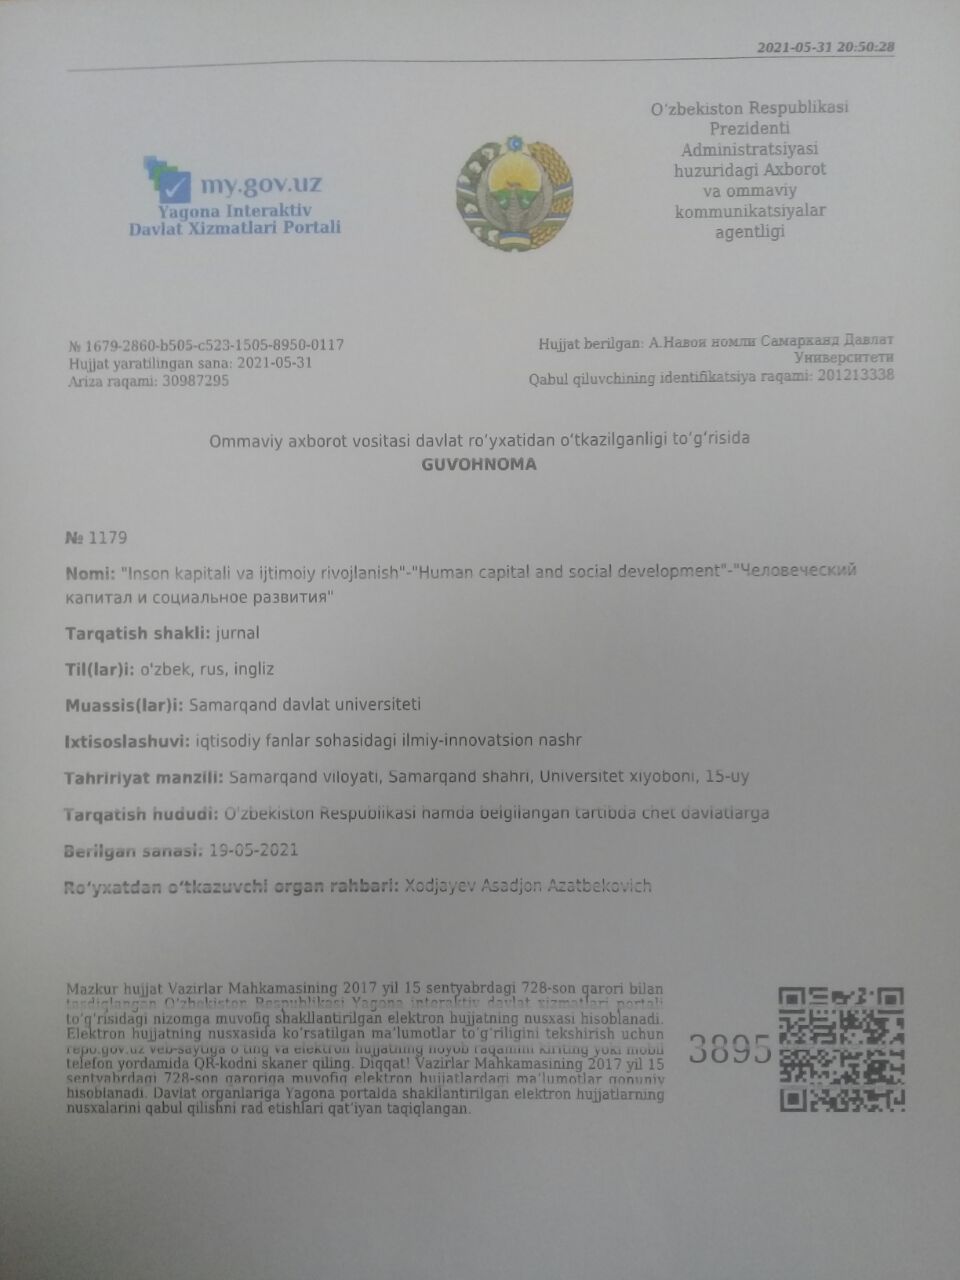 2021-05-31 20:50:28
my.gov.uz
Yagona Interaktiv
Davlat Xizmatlari Portali
O‘zbekiston Respublikasi
Prezidenti
Administratsiyasi
huzuridagi Axborot
va ommaviy
kommunikatsiyalar
agentligi
№ 1679-2860-b505-c523-1505-8950-0117
Hujjat yaratilingan sana: 2021-05-31
Ariza raqami: 30987295
Hujjat berilgan: А.Навои номли Самарканд Давлат
Университети
Qabul qiluvchining identifikatsiya raqami: 201213338
Ommaviy axborot vositasi davlat ro‘yxatidan o‘tkazilganligi to‘g‘risida
GUVOHNOMA
№ 1179
Nomi: "Inson kapitali va ijtimoiy rivojlanish"-"Human capital and social development"-"Человеческий
капитал и социальное развития"
Tarqatish shakli: jurnal
Til(lar)i: o'zbek, rus, ingliz
Muassis(lar)i: Samarqand davlat universiteti
Ixtisoslashuvi: iqtisodiy fanlar sohasidagi ilmiy-innovatsion nashr
Tahririyat manzili: Samarqand viloyati, Samarqand shahri, Universitet xiyoboni, 15-uy
Tarqatish hududi: O‘zbekiston Respublikasi hamda belgilangan tartibda chet davlatlarga
Berilgan sanasi: 19-05-2021
Ro‘yxatdan o‘tkazuvchi organ rahbari: Xodjayev Asadjon Azatbekovich
Mazkur hujjat Vazirlar Mahkamasining 2017 yil 15 sentyabrdagi 728-son qarori bilan
tasdiqlangan O‘zbekiston Respublikasi Yagona interaktiv davlat xizmatlari portali
to‘g‘risidagi nizomga muvofiq shakllantirilgan elektron hujjatning nusxasi hisoblanadi.
Elektron hujjatning nusxasida ko‘rsatilgan ma‘lumotlar to‘g‘riligini tekshirish uchun
repo.gov.uz veb-saytiga o‘ting va elektron hujjatning noyob raqamini kiriting yoki mobil
telefon yordamida QR-kodni skaner qiling. Diqqat! Vazirlar Mahkamasining 2017 yil 15
sentyabrdagi 728-son qaroriga muvofiq elektron hujjatlardagi ma‘lumotlar qonuniy
hisoblanadi. Davlat organlariga Yagona portalda shakllantirilgan elektron hujjatlarning
nusxalarini qabul qilishni rad etishlari qat‘iyan taqiqlangan.
3895